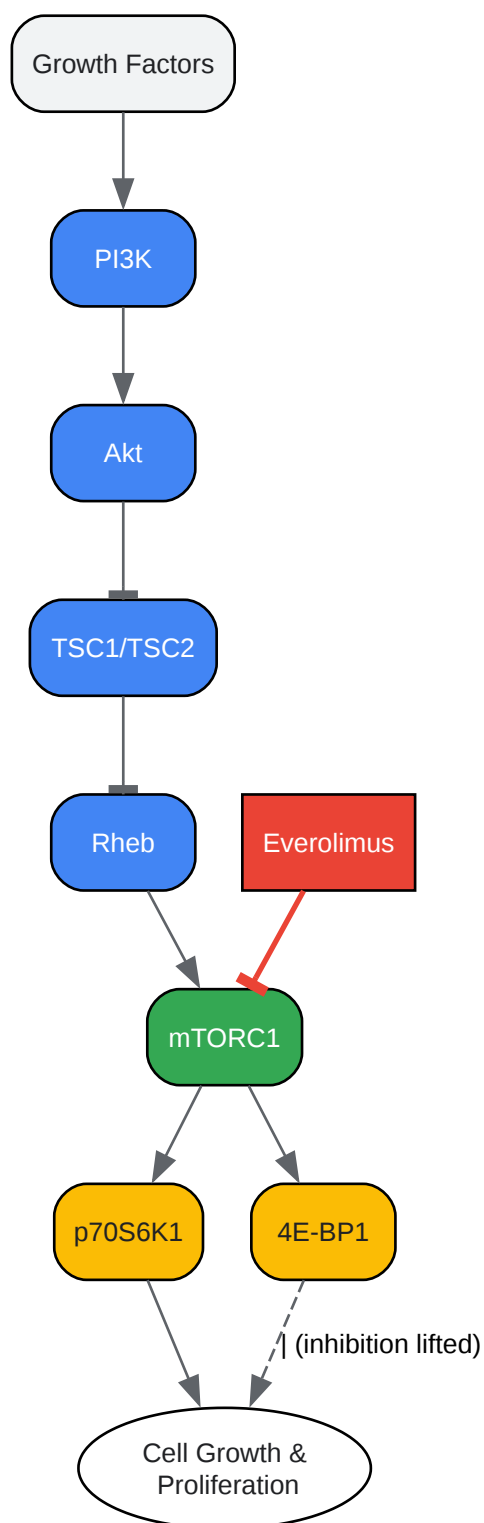 Growth Factors
PI3K
Akt
TSC1/TSC2
Rheb
Everolimus
mTORC1
p70S6K1
4E-BP1
| (inhibition lifted)
Cell Growth &
Proliferation